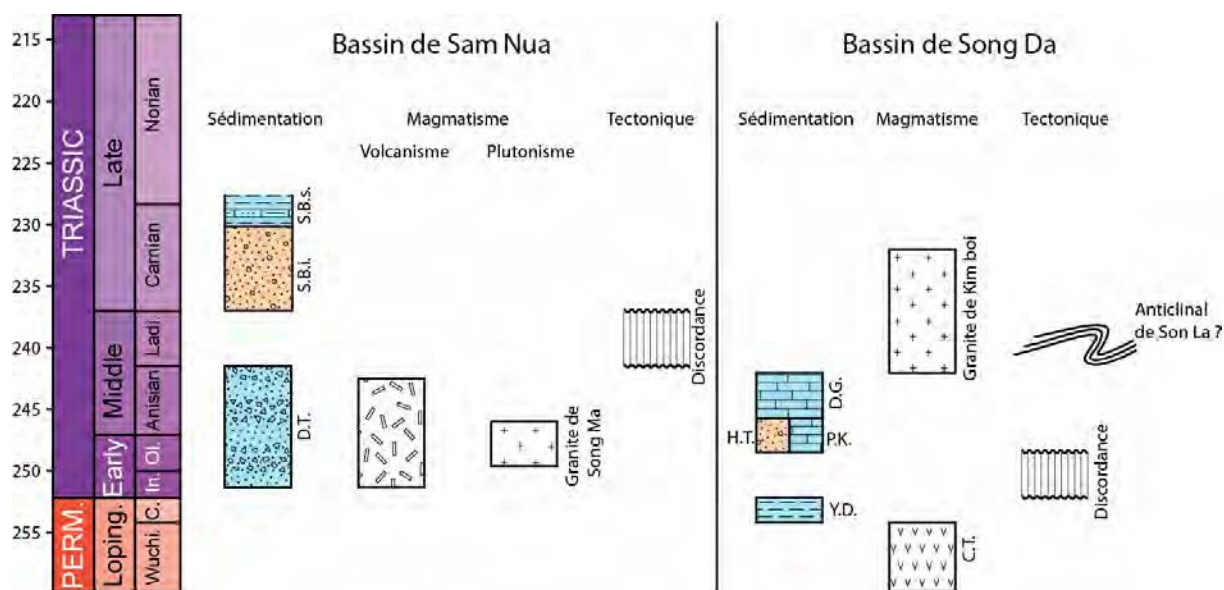 Bassin de Sam Nua
Bassin de Song Da
Sédimentation
Magmatisme
Tectonique
Sédimentation
Magmatisme
Tectonique
Volcanisme
Plutonisme
215
220
225
230
235
240
245
250
255
TRIASSIC
PERM.
Late
Middle
Early
Loping.
Norian
Carnian
Ladi
Anisian
Ol.
In.
C.
Wuchi.
S.B.s.
S.B.i.
D.T.
Granite de
Song Ma
Discordance
D.G.
H.T.
P.K.
Y.D.
Granite de Kim boi
C.T.
Anticlinal
de Son La ?
Discordance